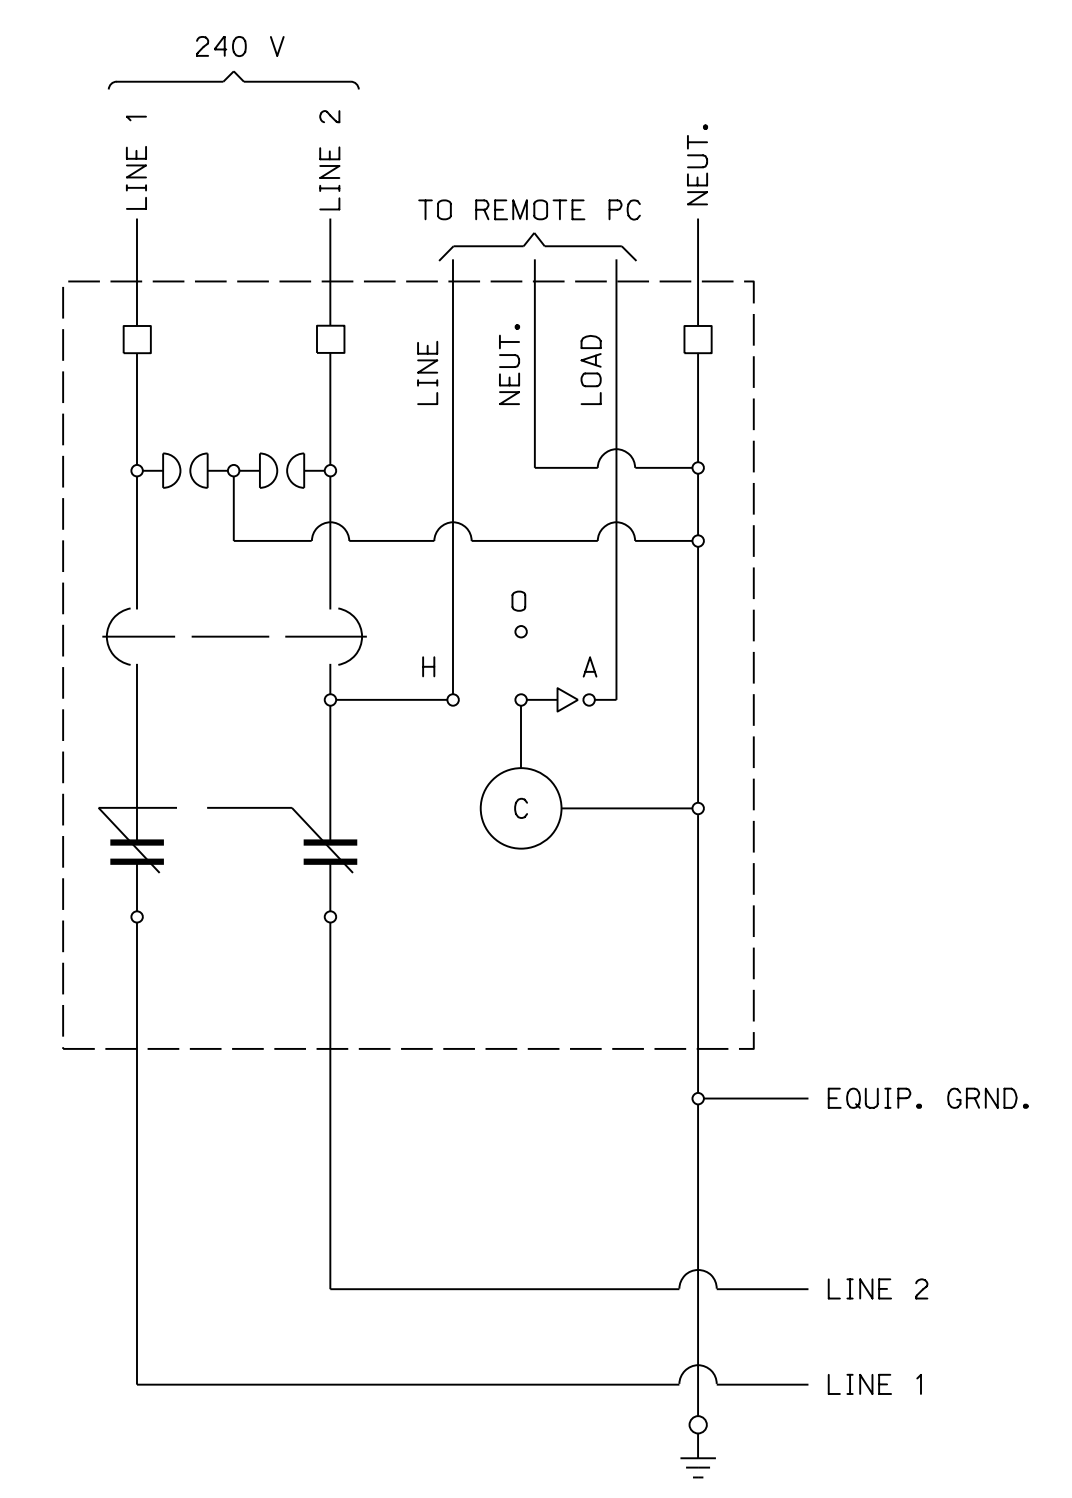 240 V
LINE 1
LINE 2
NEUT.
TO REMOTE PC
LINE
NEUT.
LOAD
O
H
A
C
EQUIP. GRND.
LINE 2
LINE 1